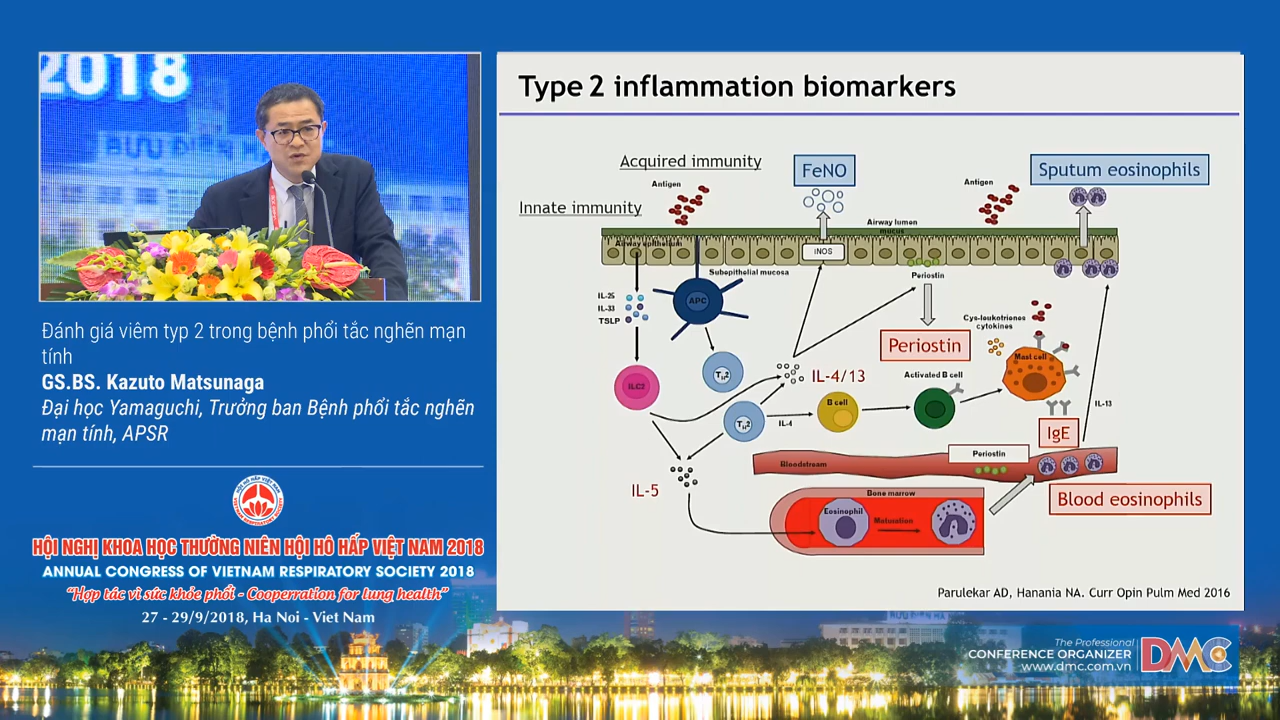 2018
Đánh giá viêm typ 2 trong bệnh phổi tắc nghẽn mạn
tính
GS.BS. Kazuto Matsunaga
Đại học Yamaguchi, Trưởng ban Bệnh phổi tắc nghẽn
mạn tính, APSR
HỘI NGHỊ KHOA HỌC THƯỜNG NIÊN HỘI HÔ HẤP VIỆT NAM 2018
ANNUAL CONGRESS OF VIETNAM RESPIRATORY SOCIETY 2018
"Hợp tác vì sức khỏe phổi - Cooperration for lung health"
27 - 29/9/2018, Ha Noi - Viet Nam
Type 2 inflammation biomarkers
Acquired immunity
FeNO
Sputum eosinophils
Antigen
Antigen
Innate immunity
Airway lumen
mucus
Airway epithelium
iNOS
Subepithelial mucosa
Periostin
IL-25
IL-33
TSLP
APC
Cys-leukotrienes
cytokines
Periostin
Mast cell
TH2
IL-4/13
Activated B cell
ILC2
B cell
IL-13
TH2
IL-4
IgE
Periostin
Bloodstream
IL-5
Bone marrow
Blood eosinophils
Eosinophil
Maturation
Parulekar AD, Hanania NA. Curr Opin Pulm Med 2016
The Professional
CONFERENCE ORGANIZER
www.dmc.com.vn
DMC